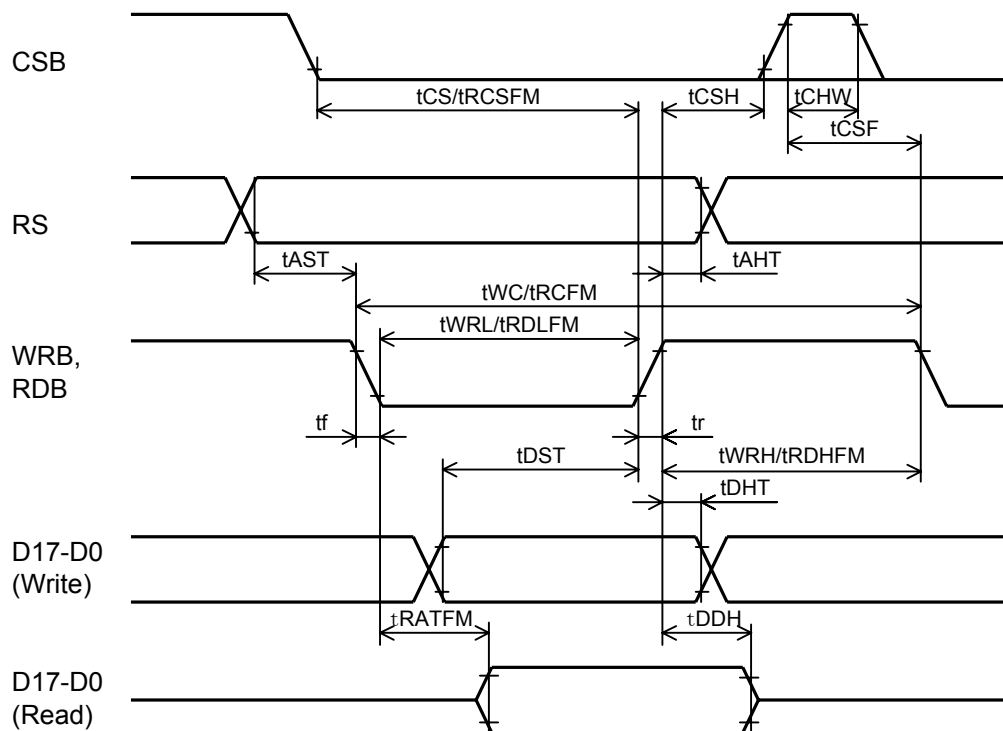 CSB
tCS/tRCSFM
tCSH
tCHW
tCSF
RS
tAST
tAHT
tWC/tRCFM
tWRL/tRDLFM
WRB,
RDB
tf
tr
tDST
tWRH/tRDHFM
tDHT
D17-D0
(Write)
tRATFM
tDDH
D17-D0
(Read)